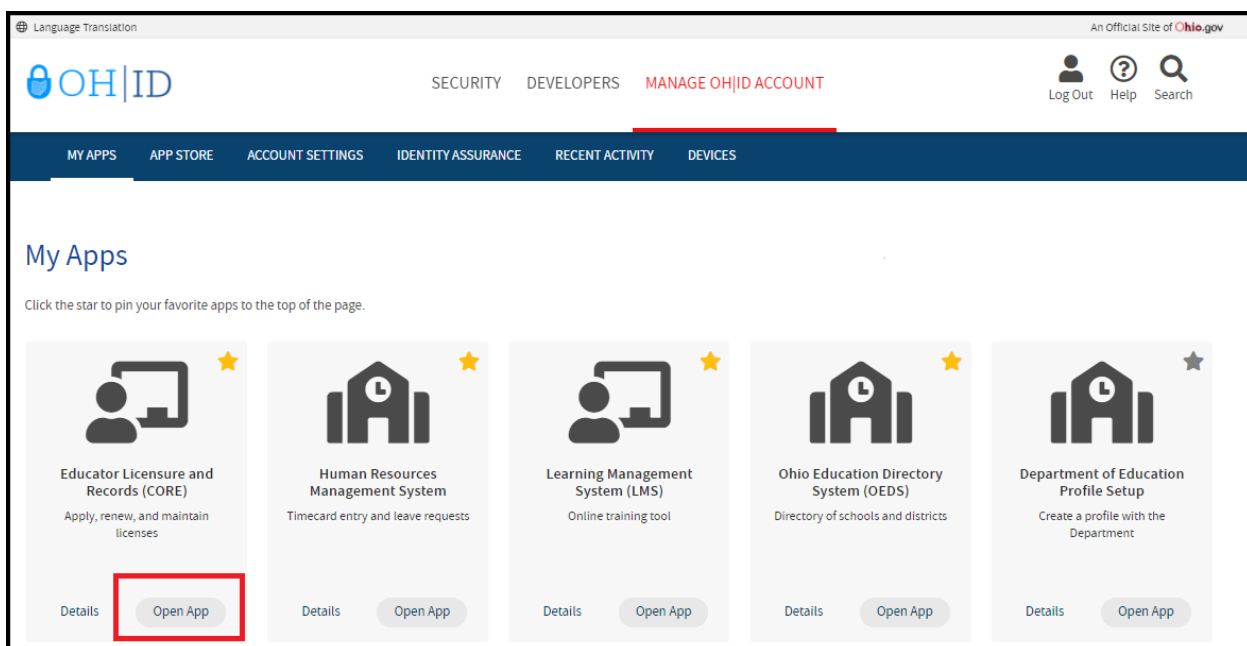 Language Translation
An Official Site of Ohio.gov
OH|ID
SECURITY DEVELOPERS MANAGE OH|ID ACCOUNT
Log Out Help Search
MY APPS APP STORE ACCOUNT SETTINGS IDENTITY ASSURANCE RECENT ACTIVITY DEVICES
My Apps
Click the star to pin your favorite apps to the top of the page.
Educator Licensure and
Records (CORE)
Apply, renew, and maintain
licenses
Details Open App
Human Resources
Management System
Timecard entry and leave requests
Details Open App
Learning Management
System (LMS)
Online training tool
Details Open App
Ohio Education Directory
System (OEDS)
Directory of schools and districts
Details Open App
Department of Education
Profile Setup
Create a profile with the
Department
Details Open App